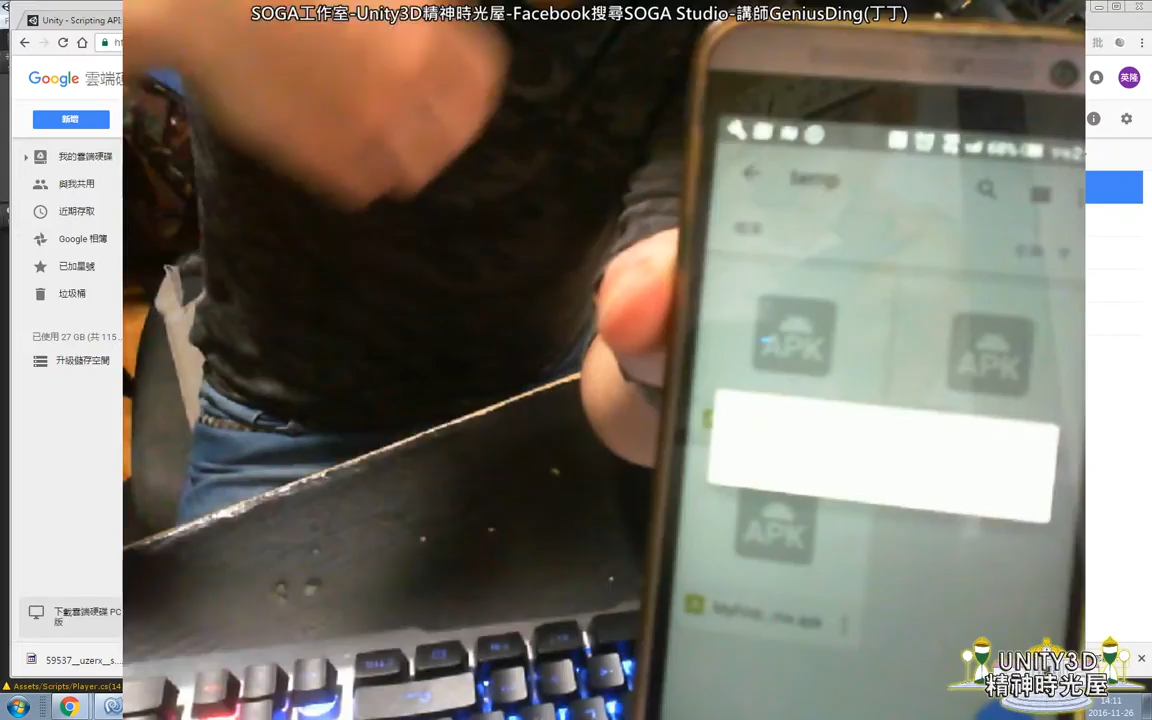 SOGA工作室-Unity3D精神時光屋-Facebook搜尋SOGA Studio-講師GeniusDing(丁丁)
Unity - Scripting API:
Google 雲端硬
英隆
新增
我的雲端硬碟
與我共用
近期存取
Google 相簿
已加星號
垃圾桶
已使用 27 GB (共 115...
升級儲存空間
下載雲端硬碟 PC
版
59537__uzerx__s...
Assets/Scripts/Player.cs(14
temp
68%
APK
APK
APK
UNITY3D
精神時光屋
14:11
2016-11-26